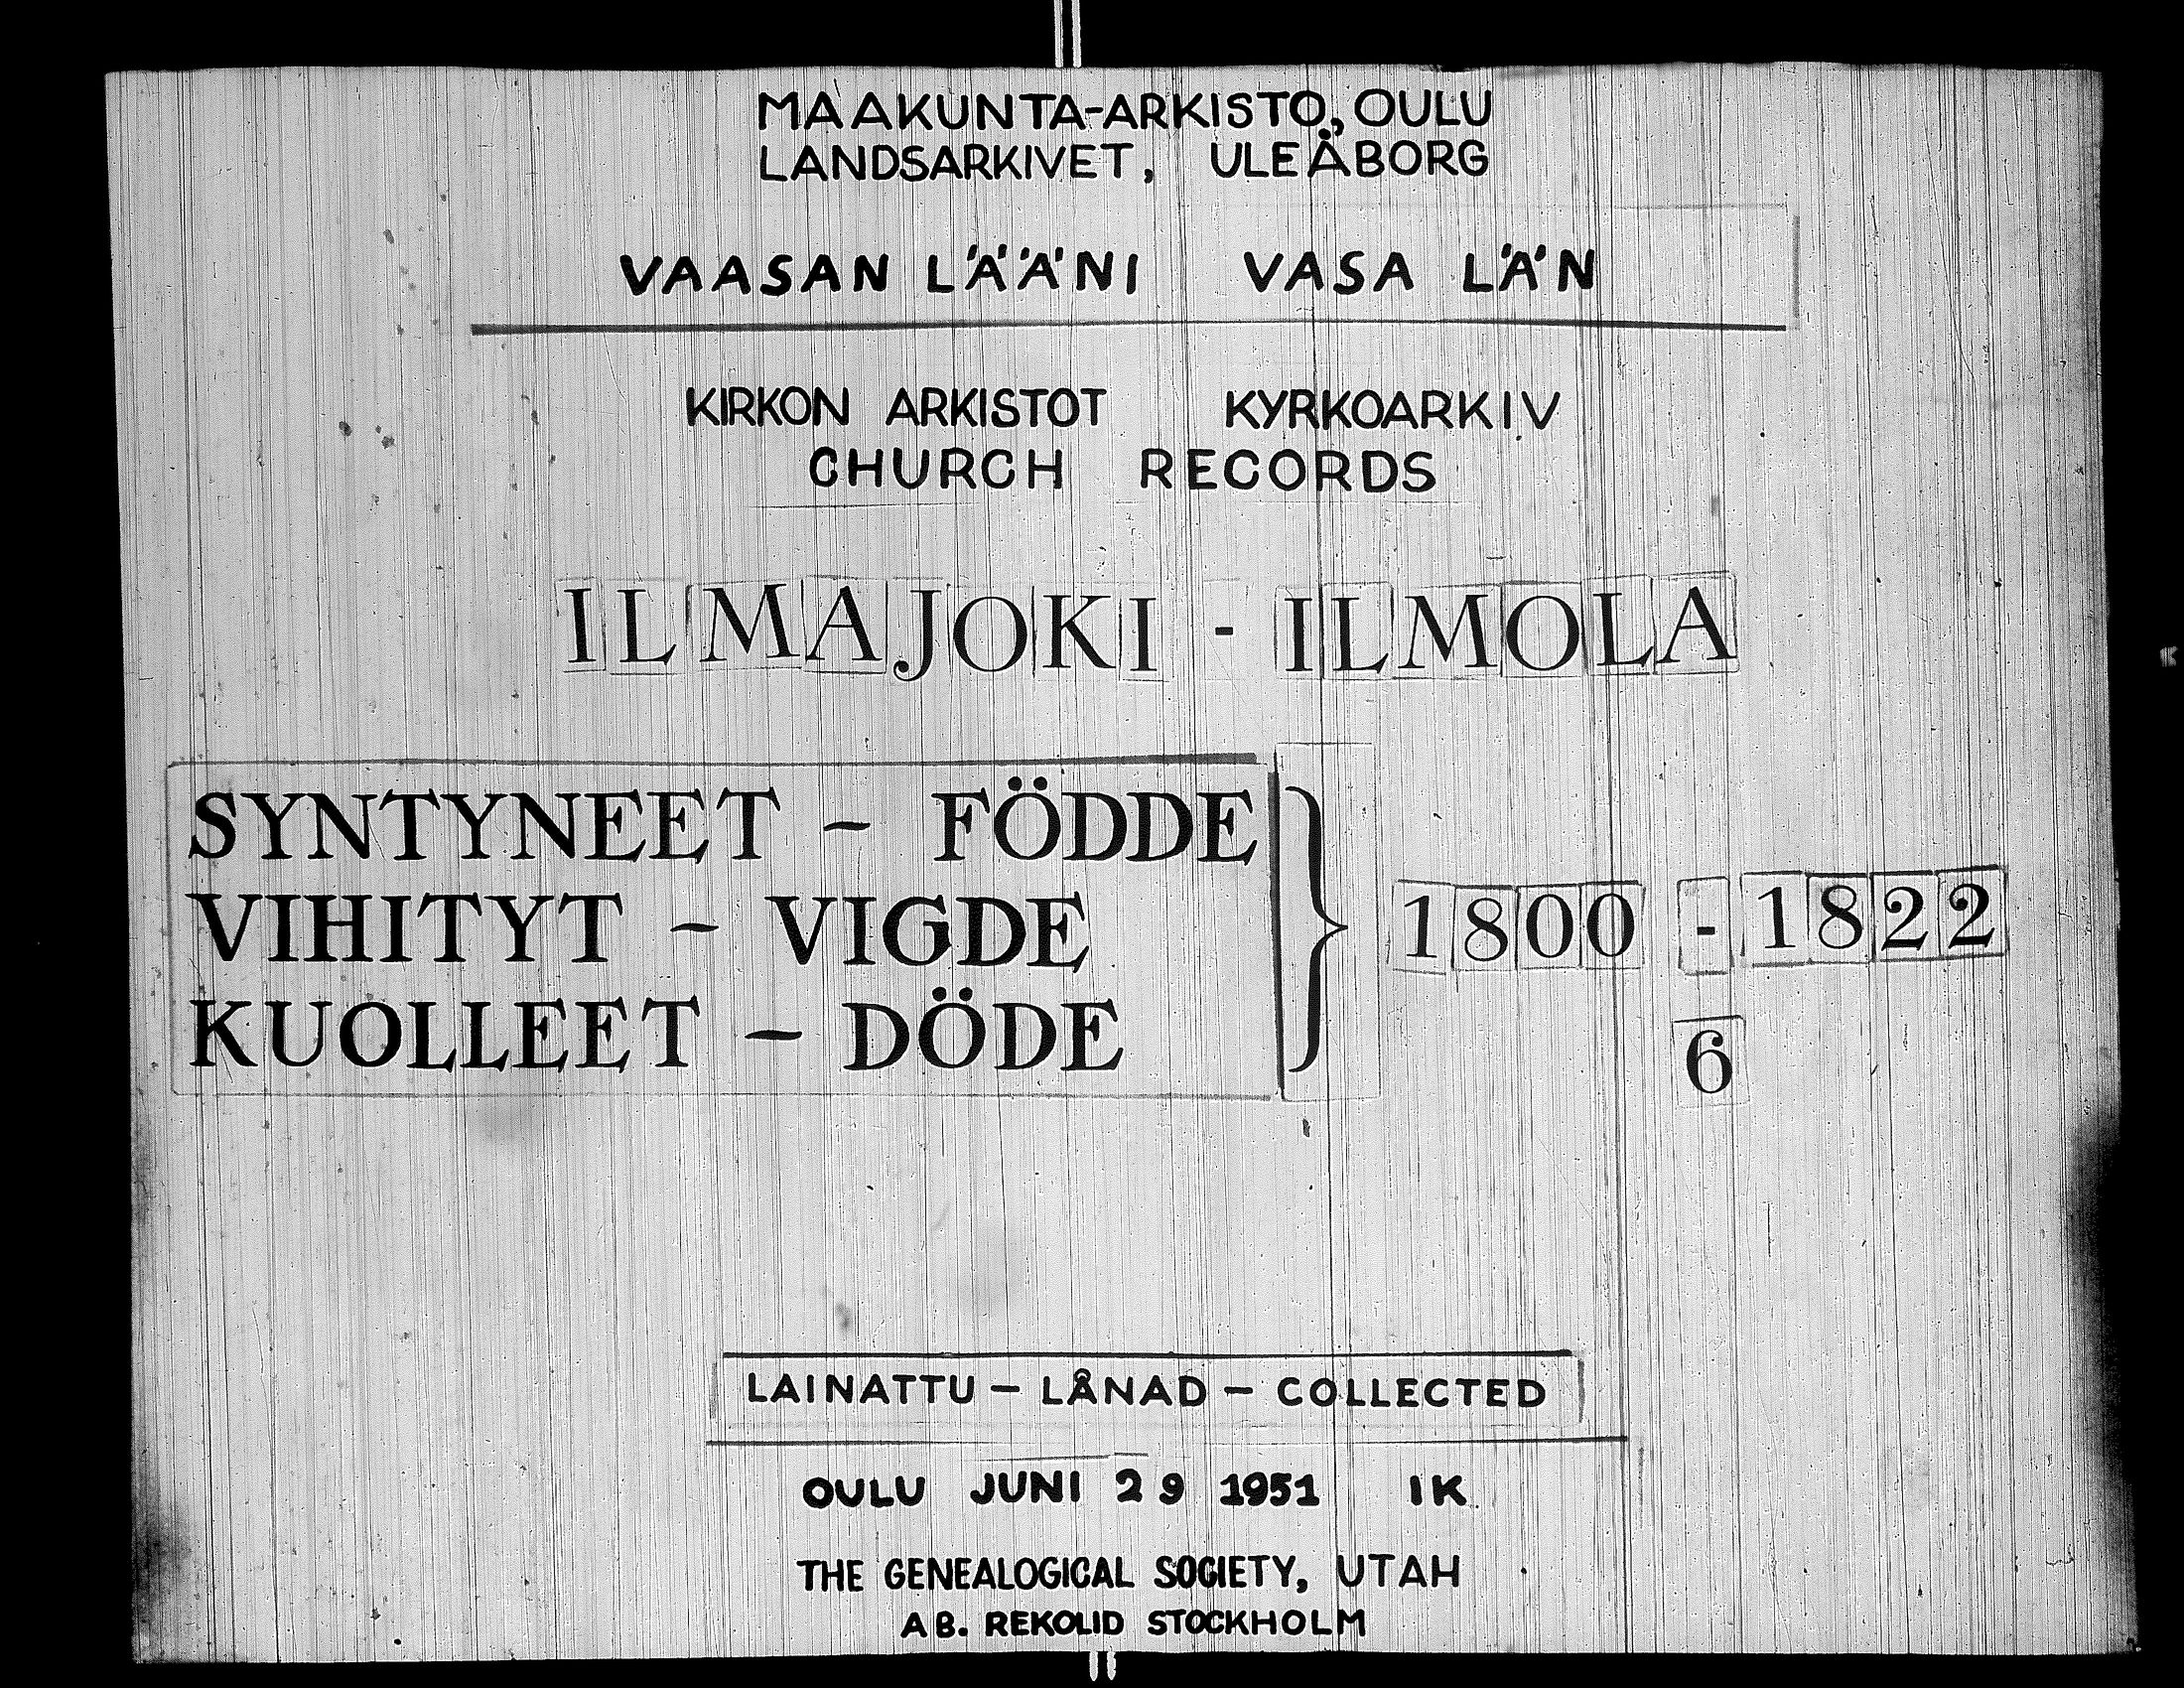 MAAKUNTA-ARKISTO, OULU
LANDSARKIVET, ULEÅBORG
VAASAN LÄÄNI VASA LÄN
KIRKON ARKISTOT KYRKOARKIV
CHURCH RECORDS
ILMAJOKI - ILMOLA
SYNTYNEET - FÖDDE
VIHITYT - VIGDE } 1800 - 1822
KUOLLEET - DÖDE
6
LAINATTU - LÅNAD - COLLECTED
OULU JUNI 29 1951 IK
THE GENEALOGICAL SOCIETY, UTAH
AB. REKOLID STOCKHOLM